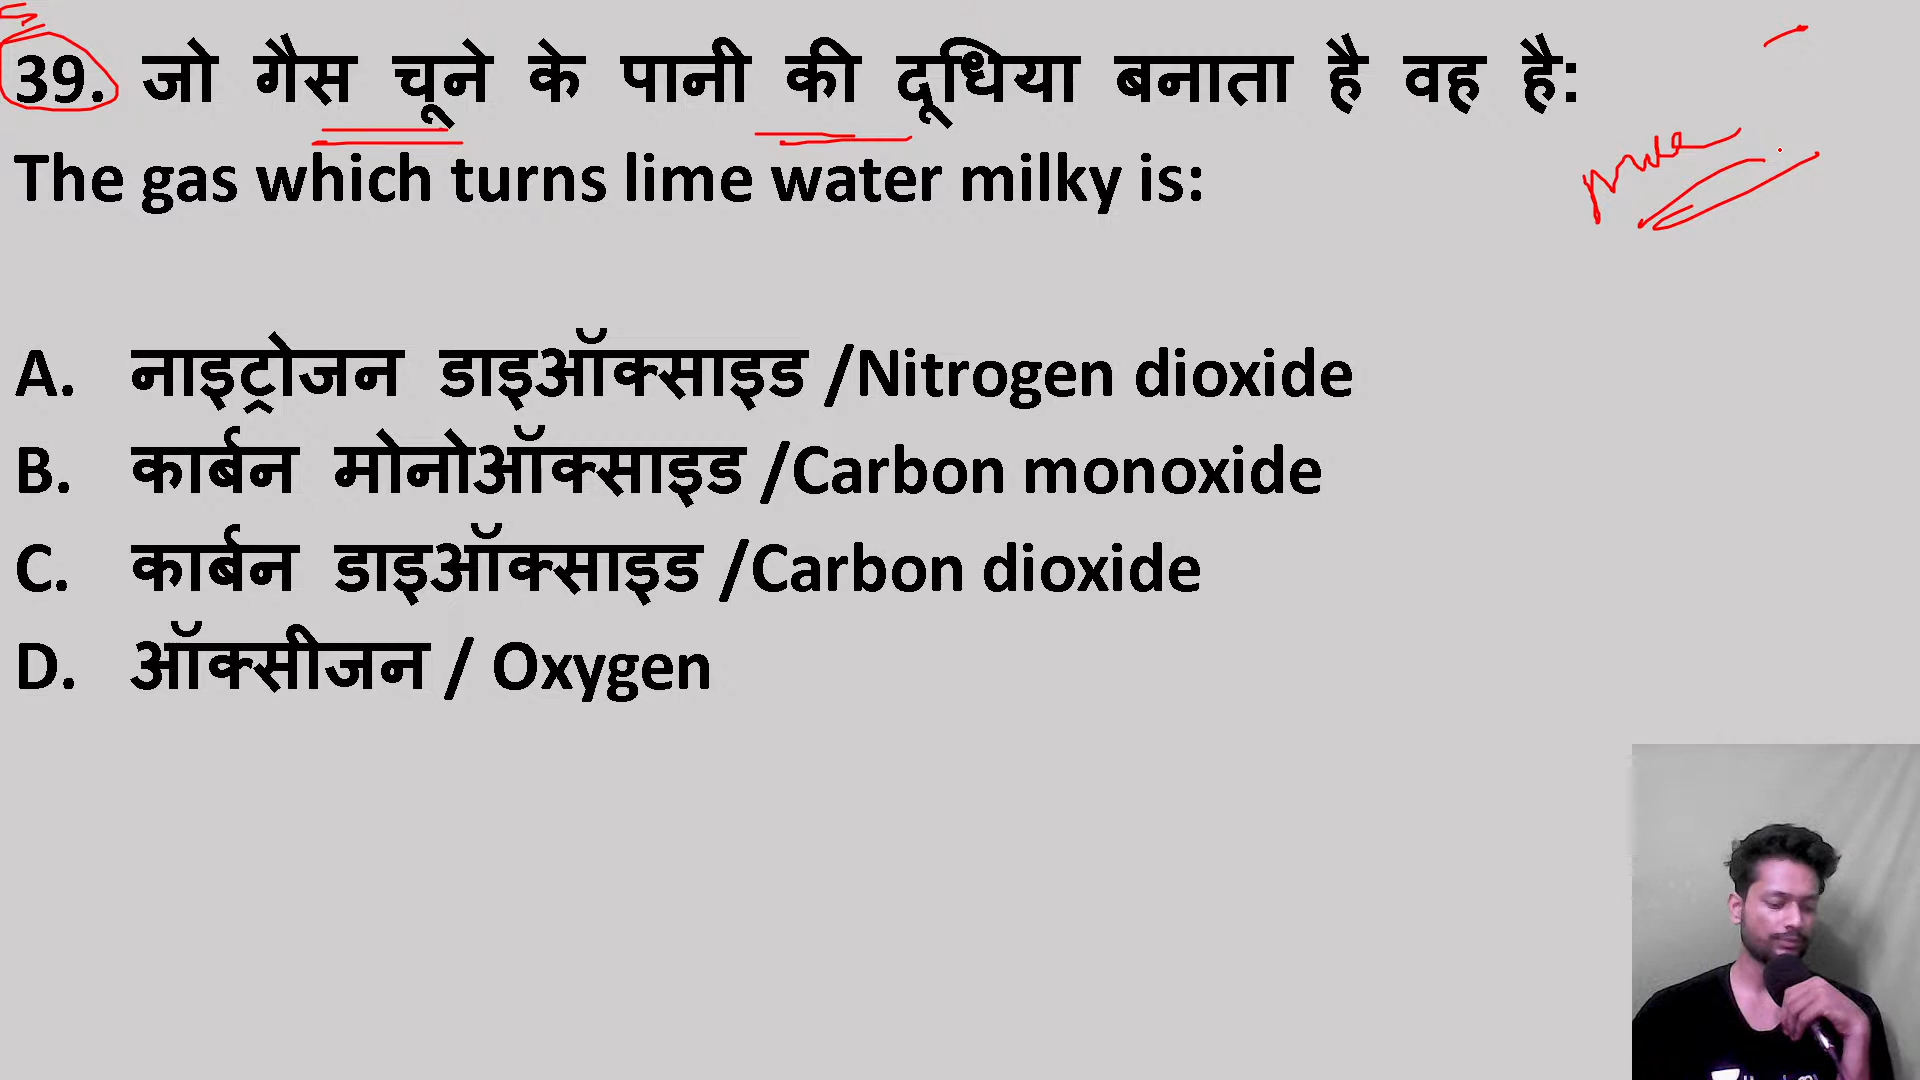 39. जो गैस चूने के पानी की दूधिया बनाता है वह है:
The gas which turns lime water milky is:
A. नाइट्रोजन डाइऑक्साइड /Nitrogen dioxide
B. कार्बन मोनोऑक्साइड /Carbon monoxide
C. कार्बन डाइऑक्साइड /Carbon dioxide
D. ऑक्सीजन / Oxygen